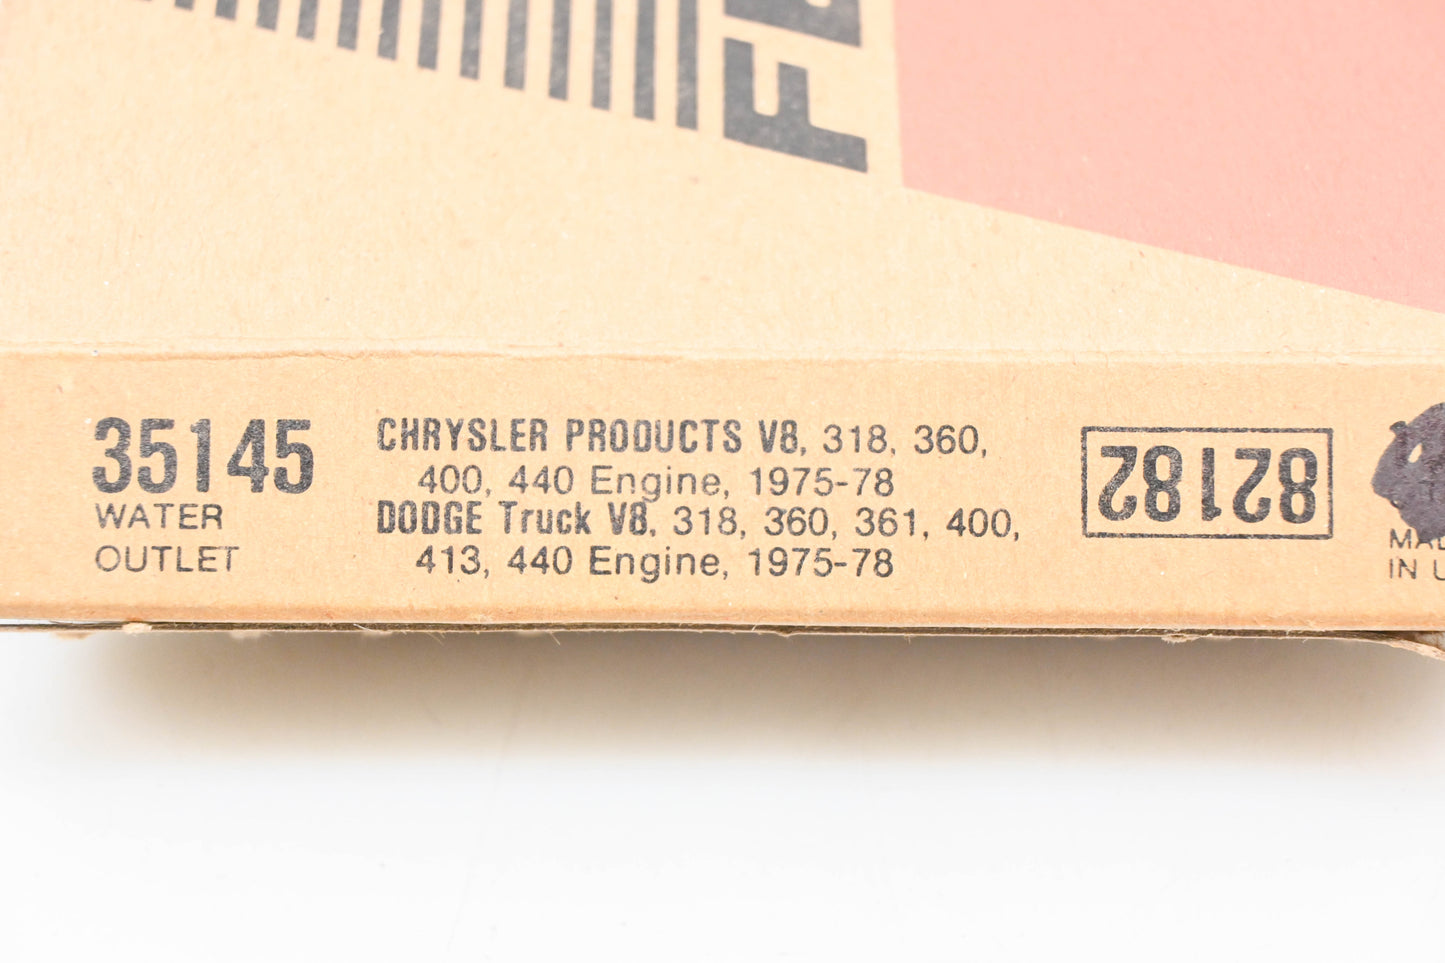 35145
WATER
OUTLET
CHRYSLER PRODUCTS V8, 318, 360,
400, 440 Engine, 1975-78
DODGE Truck V8, 318, 360, 361, 400,
413, 440 Engine, 1975-78
82182
IN